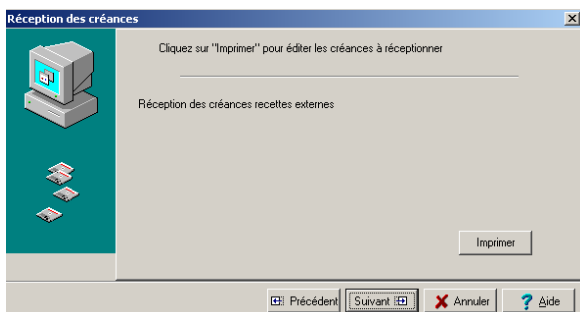 Réception des créances
Cliquez sur "Imprimer" pour éditer les créances à réceptionner
Réception des créances recettes externes
Imprimer
Précédent Suivant Annuler Aide